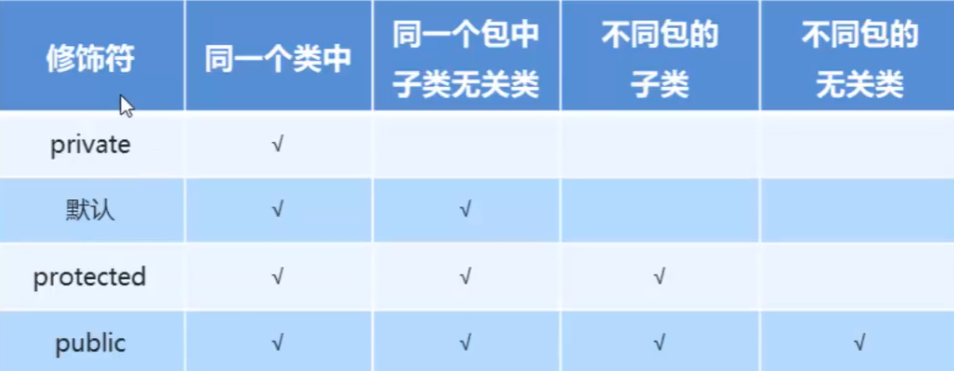 修饰符 同一个类中 同一个包中 不同包的 不同包的
子类无关类 子类 无关类
private √
默认 √ √
protected √ √ √
public √ √ √ √